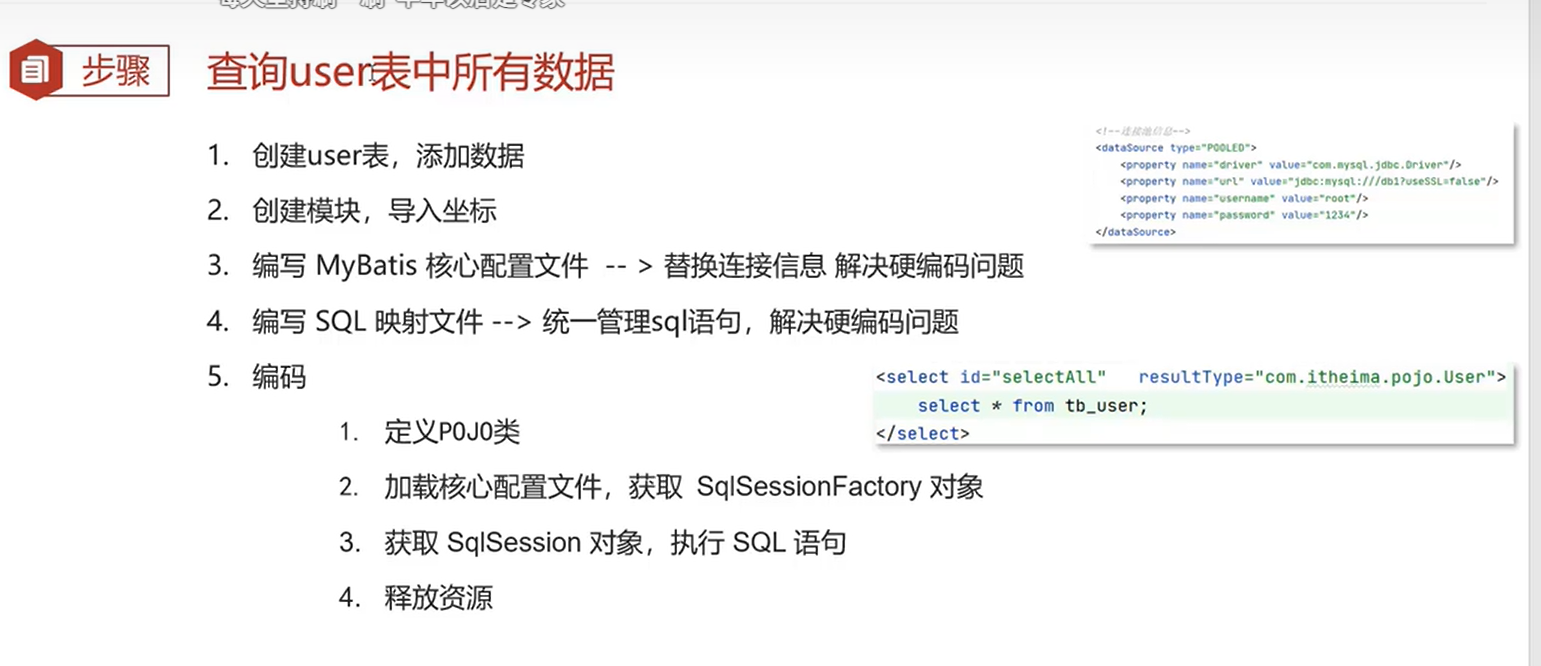 步骤
查询user表中所有数据
1. 创建user表，添加数据
2. 创建模块，导入坐标
3. 编写 MyBatis 核心配置文件 -- > 替换连接信息 解决硬编码问题
4. 编写 SQL 映射文件 --> 统一管理sql语句，解决硬编码问题
5. 编码
1. 定义POJO类
2. 加载核心配置文件，获取 SqlSessionFactory 对象
3. 获取 SqlSession 对象，执行 SQL 语句
4. 释放资源
<dataSource type="POOLED">
<property name="driver" value="com.mysql.jdbc.Driver"/>
<property name="url" value="jdbc:mysql:///db1?useSSL=false"/>
<property name="username" value="root"/>
<property name="password" value="1234"/>
</dataSource>
<select id="selectAll" resultType="com.itheima.pojo.User">
select * from tb_user;
</select>